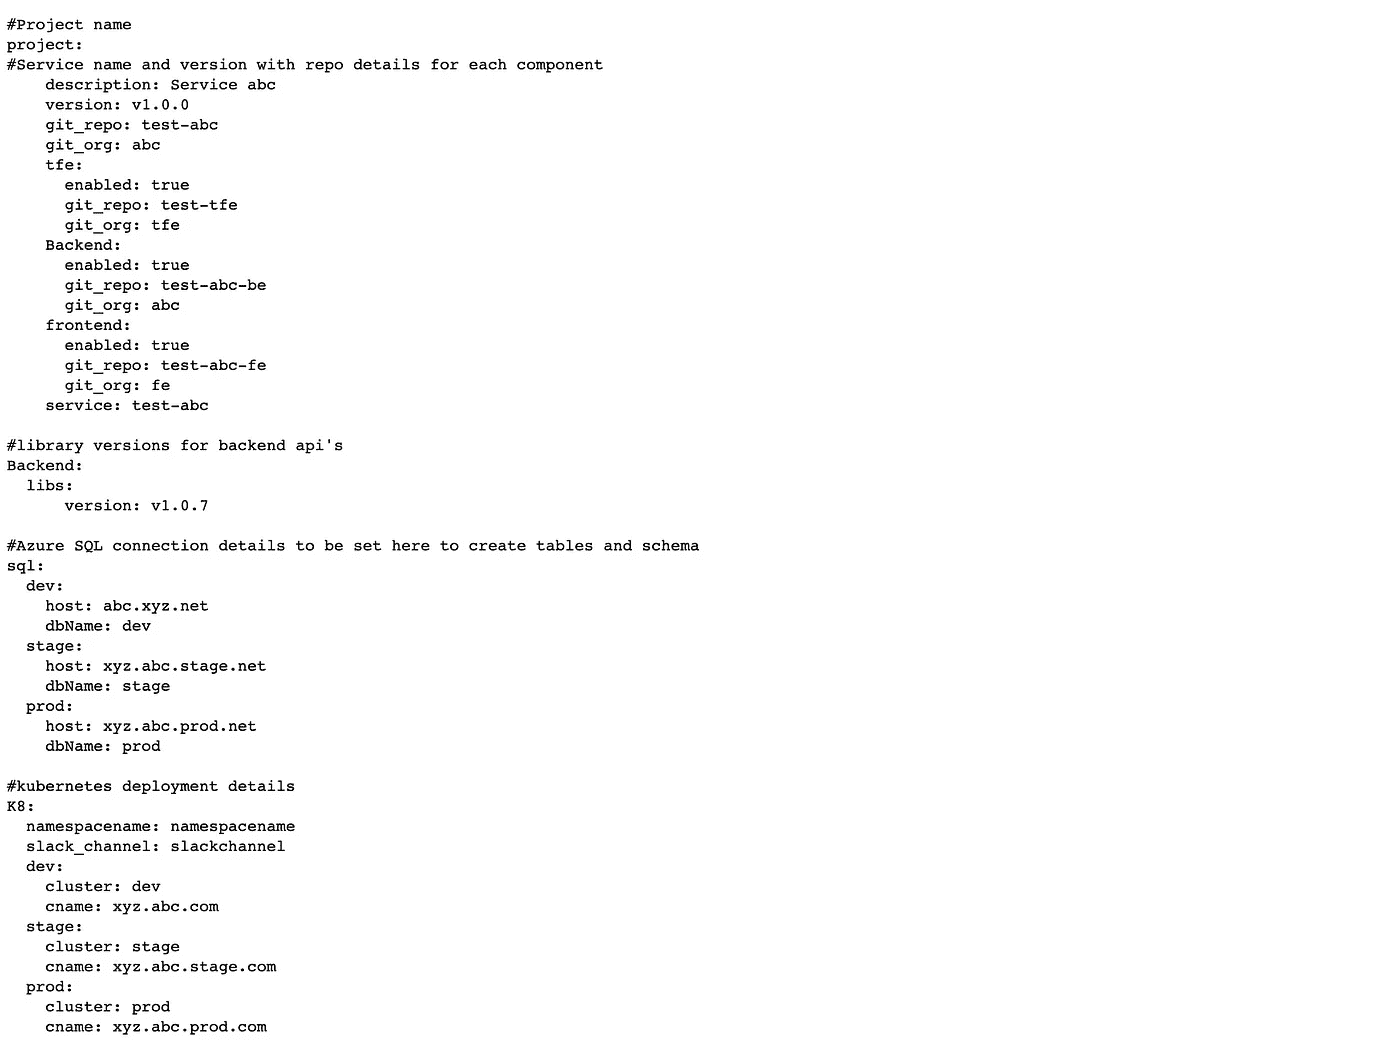 #Project name
project:
#Service name and version with repo details for each component
    description: Service abc
    version: v1.0.0
    git_repo: test-abc
    git_org: abc
    tfe:
      enabled: true
      git_repo: test-tfe
      git_org: tfe
    Backend:
      enabled: true
      git_repo: test-abc-be
      git_org: abc
    frontend:
      enabled: true
      git_repo: test-abc-fe
      git_org: fe
    service: test-abc

#library versions for backend api's
Backend:
  libs:
      version: v1.0.7

#Azure SQL connection details to be set here to create tables and schema
sql:
  dev:
    host: abc.xyz.net
    dbName: dev
  stage:
    host: xyz.abc.stage.net
    dbName: stage
  prod:
    host: xyz.abc.prod.net
    dbName: prod

#kubernetes deployment details
K8:
  namespacename: namespacename
  slack_channel: slackchannel
  dev:
    cluster: dev
    cname: xyz.abc.com
  stage:
    cluster: stage
    cname: xyz.abc.stage.com
  prod:
    cluster: prod
    cname: xyz.abc.prod.com